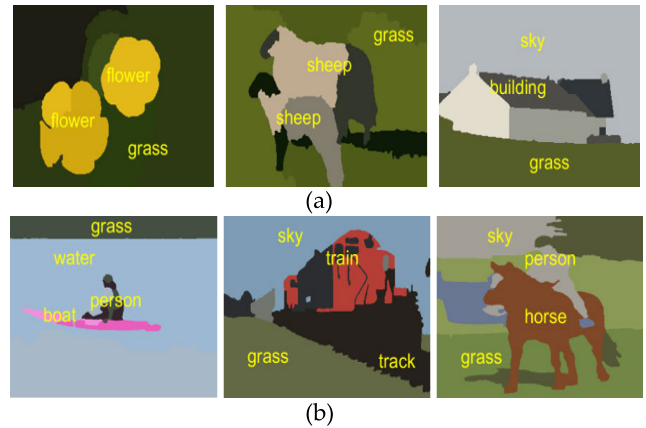 flower
flower
grass
grass
sheep
sheep
sky
building
grass
(a)
grass
water
person
boat
sky
train
grass
track
sky
person
horse
grass
(b)